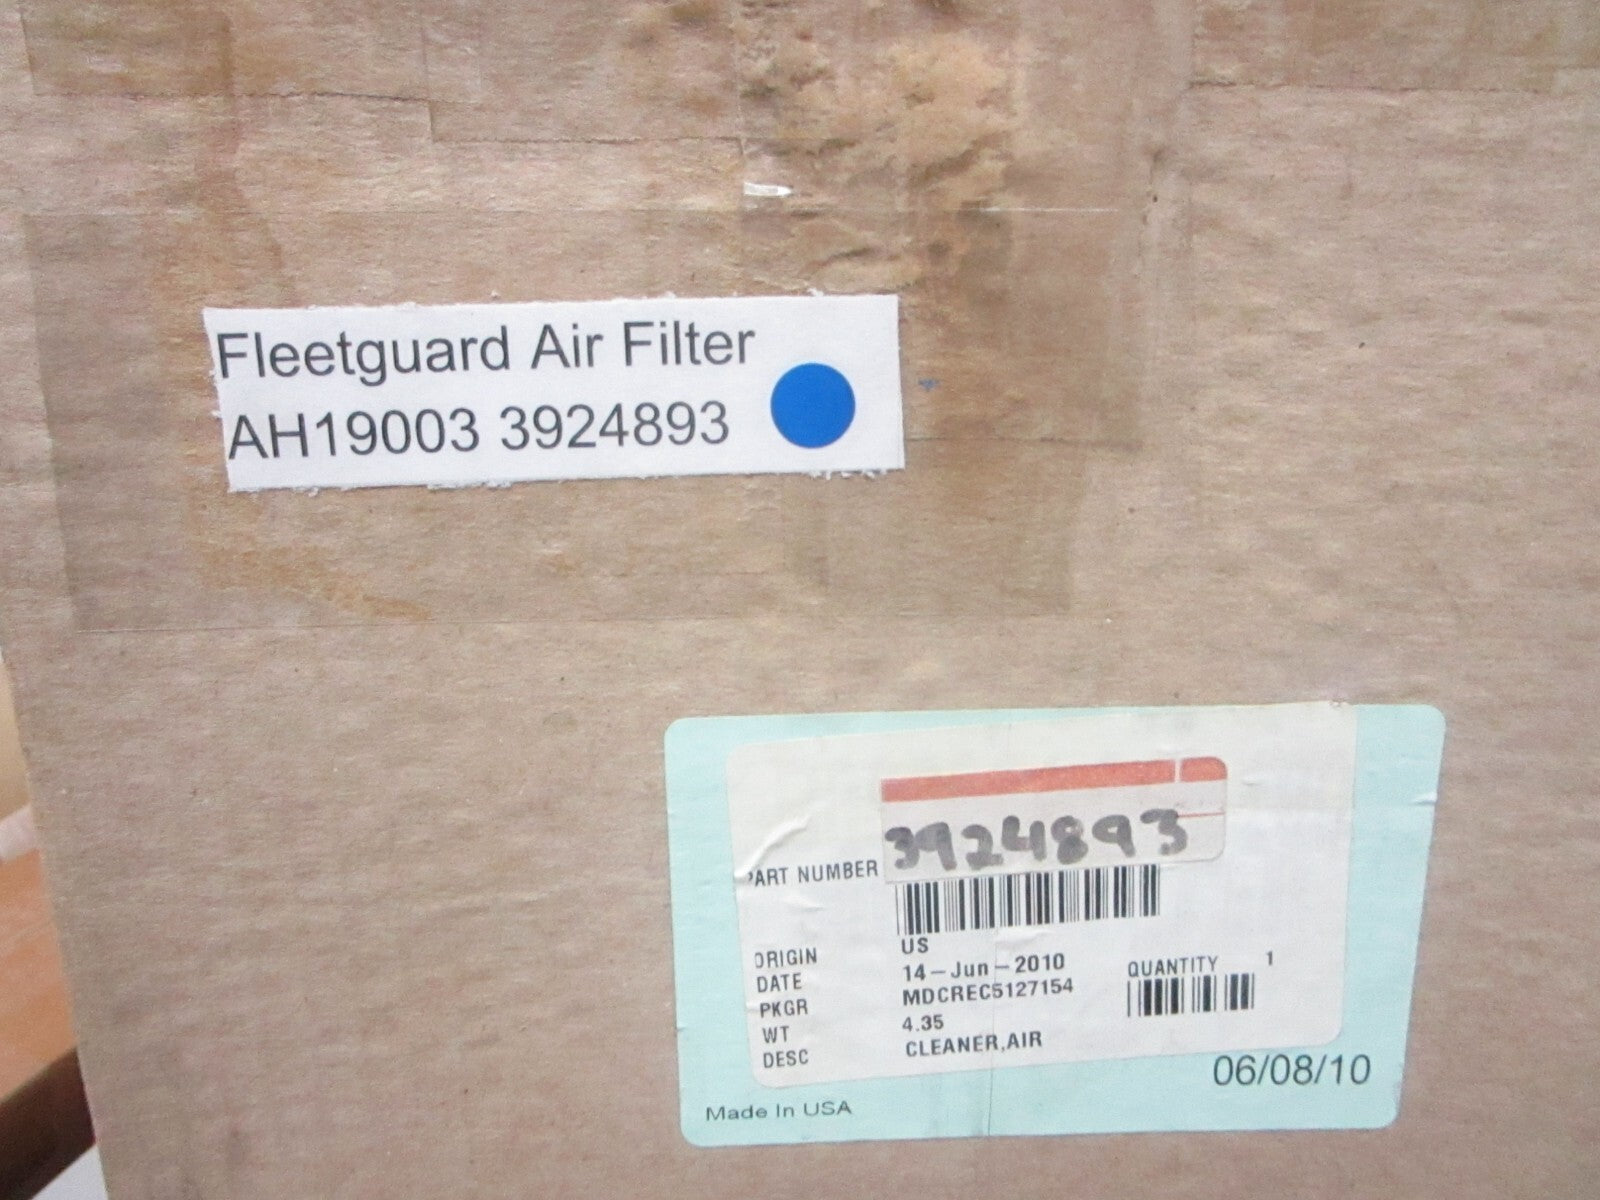 Fleetguard Air Filter
AH19003 3924893
3924893
PART NUMBER
ORIGIN US
DATE 14-Jun-2010
PKGR MDCREC5127154
QUANTITY 1
WT 4.35
DESC CLEANER,AIR
06/08/10
Made In USA